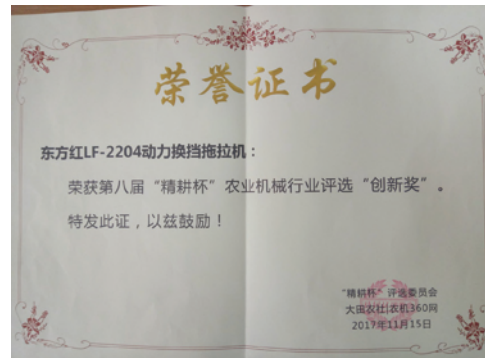 荣誉证书
东方红LF-2204动力换挡拖拉机：
荣获第八届“精耕杯”农业机械行业评选“创新奖”。
特发此证，以兹鼓励！
“精耕杯”评选委员会
大田农社|农机360网
2017年11月15日